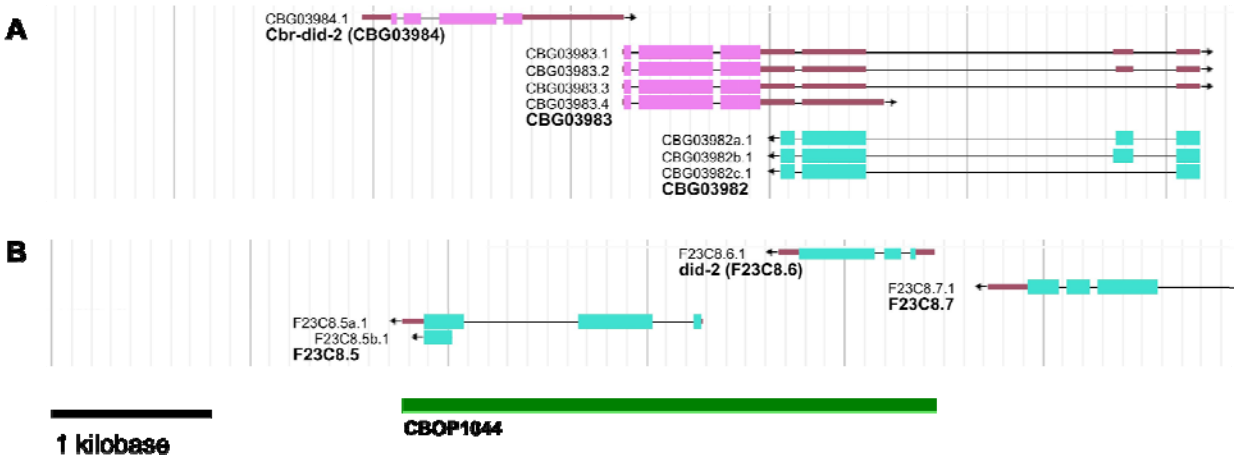 A
CBG03984.1
Cbr-did-2 (CBG03984)
CBG03983.1
CBG03983.2
CBG03983.3
CBG03983.4
CBG03983
CBG03982a.1
CBG03982b.1
CBG03982c.1
CBG03982
B
F23C8.6.1
did-2 (F23C8.6)
F23C8.7.1
F23C8.7
F23C8.5a.1
F23C8.5b.1
F23C8.5
1 kilobase
CBOP1044